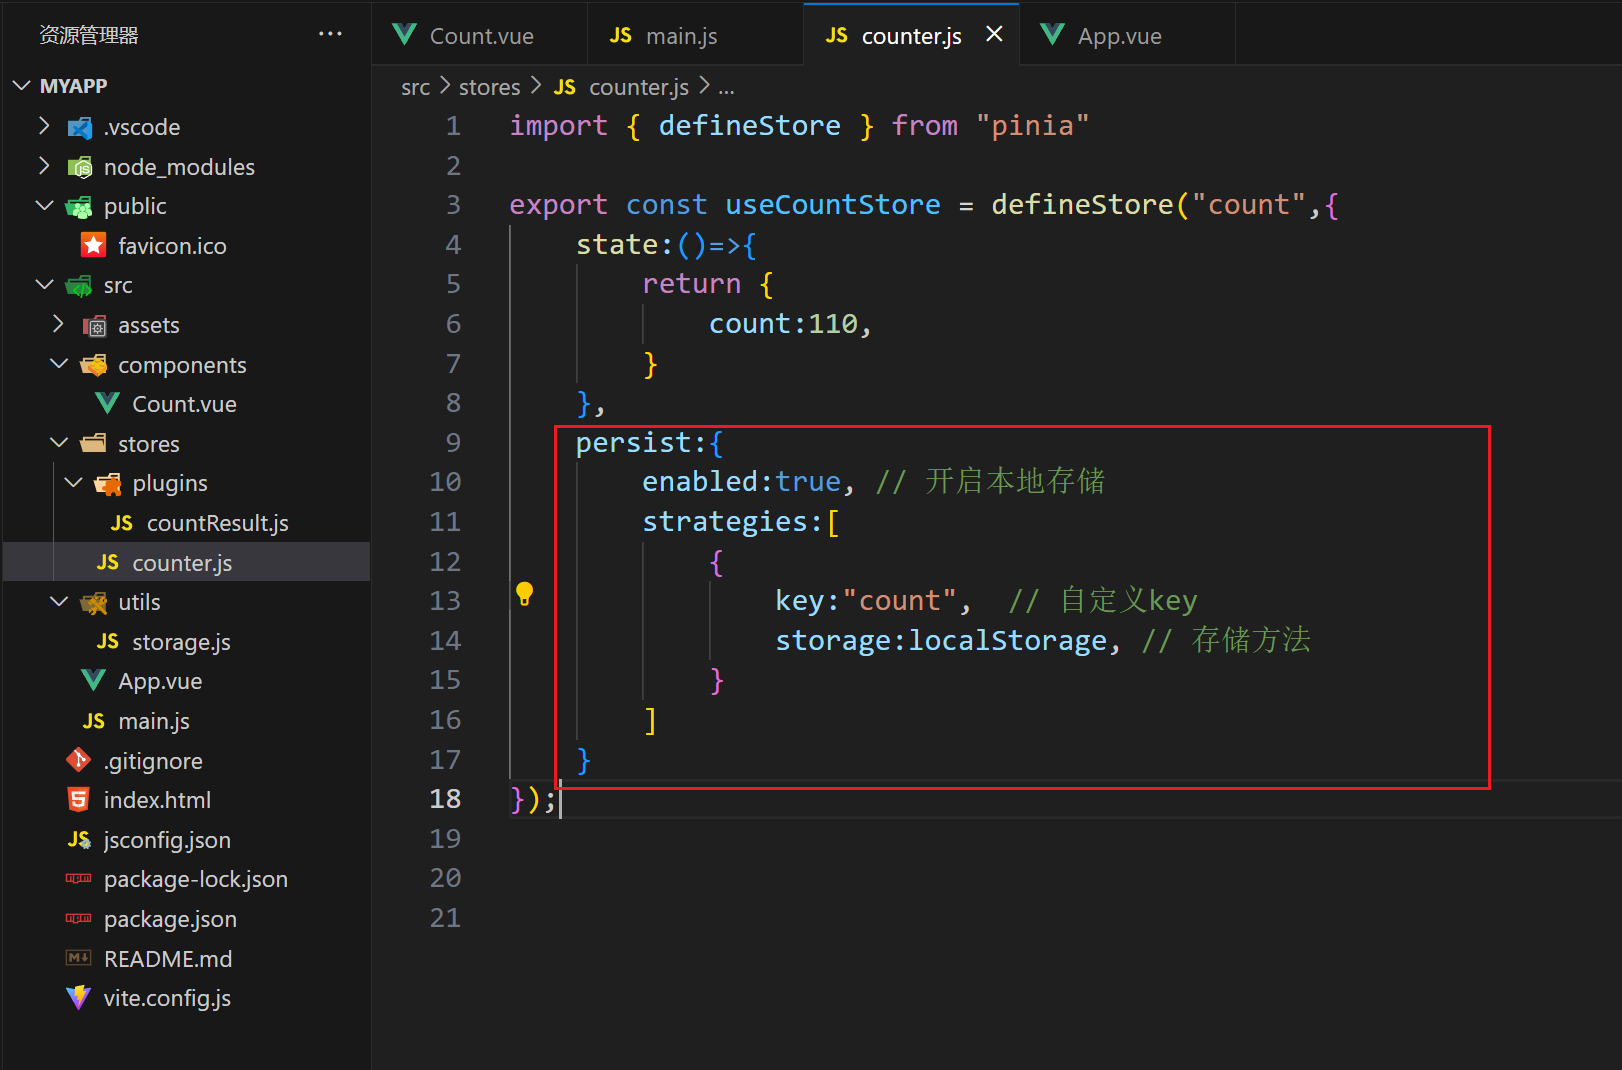 资源管理器
MYAPP
.vscode
node_modules
public
favicon.ico
src
assets
components
Count.vue
stores
plugins
countResult.js
counter.js
utils
storage.js
App.vue
main.js
.gitignore
index.html
jsconfig.json
package-lock.json
package.json
README.md
vite.config.js
Count.vue JS main.js JS counter.js App.vue
src > stores > JS counter.js > ...
1 import { defineStore } from "pinia"
2
3 export const useCountStore = defineStore("count",{
4 state:()=>{
5 return {
6 count:110,
7 }
8 },
9 persist:{
10 enabled:true, // 开启本地存储
11 strategies:[
12 {
13 key:"count", // 自定义key
14 storage:localStorage, // 存储方法
15 }
16 ]
17 }
18 });
19
20
21